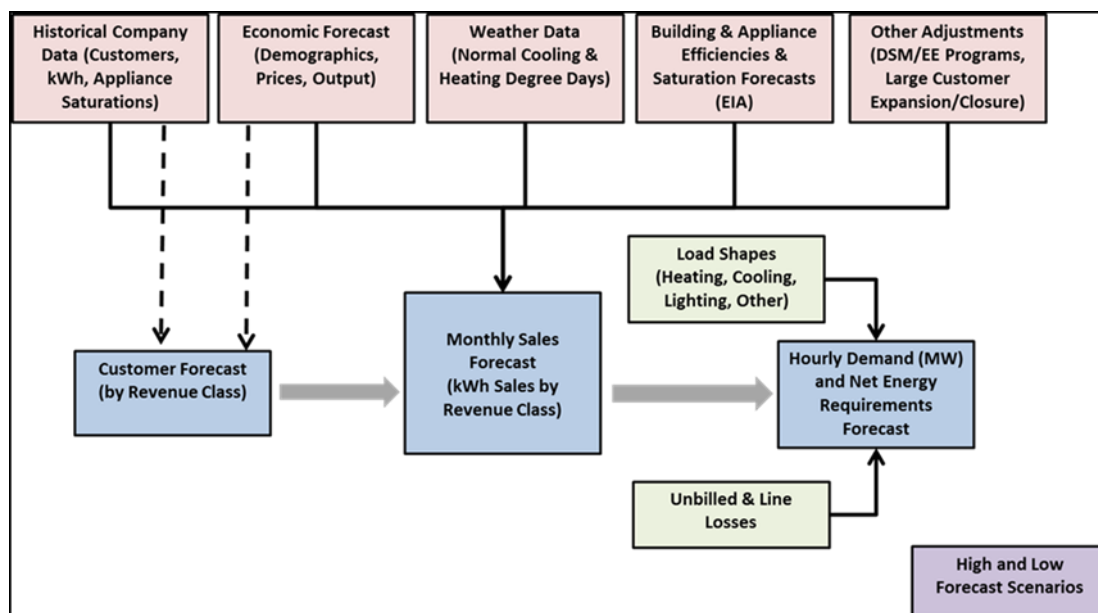 Historical Company
Data (Customers,
kWh, Appliance
Saturations)
Economic Forecast
(Demographics,
Prices, Output)
Weather Data
(Normal Cooling &
Heating Degree Days)
Building & Appliance
Efficiencies &
Saturation Forecasts
(EIA)
Other Adjustments
(DSM/EE Programs,
Large Customer
Expansion/Closure)
Load Shapes
(Heating, Cooling,
Lighting, Other)
Customer Forecast
(by Revenue Class)
Monthly Sales
Forecast
(kWh Sales by
Revenue Class)
Hourly Demand (MW)
and Net Energy
Requirements
Forecast
Unbilled & Line
Losses
High and Low
Forecast Scenarios